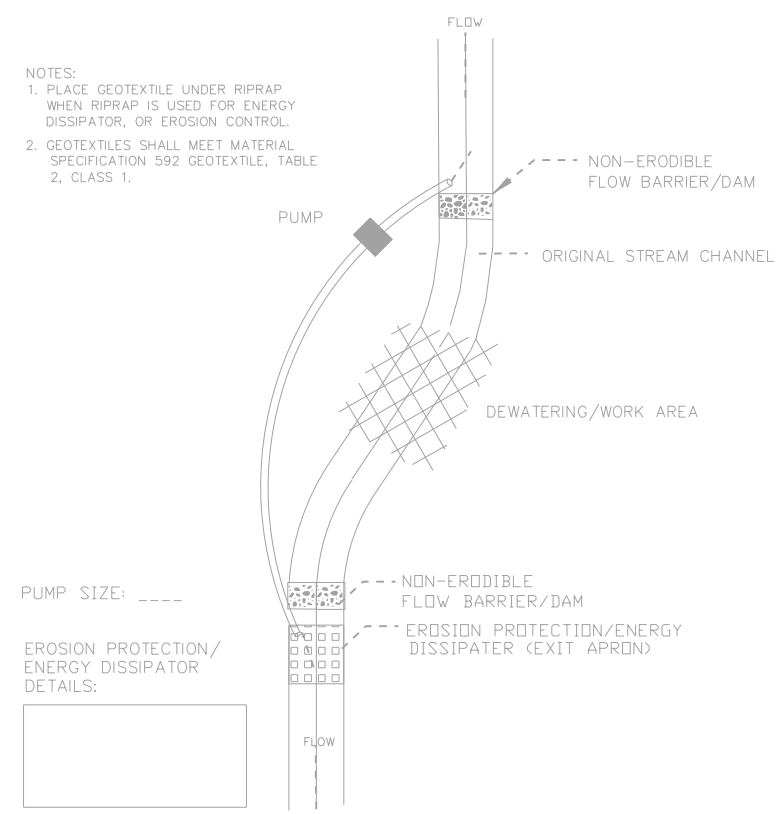 FLOW
NOTES:
1. PLACE GEOTEXTILE UNDER RIPRAP
WHEN RIPRAP IS USED FOR ENERGY
DISSIPATOR, OR EROSION CONTROL.
2. GEOTEXTILES SHALL MEET MATERIAL
SPECIFICATION 592 GEOTEXTILE, TABLE
2, CLASS 1.
NON-ERODIBLE
FLOW BARRIER/DAM
PUMP
ORIGINAL STREAM CHANNEL
DEWATERING/WORK AREA
NON-ERODIBLE
FLOW BARRIER/DAM
PUMP SIZE: ____
EROSION PROTECTION/ENERGY
DISSIPATER (EXIT APRON)
EROSION PROTECTION/
ENERGY DISSIPATOR
DETAILS:
FLOW